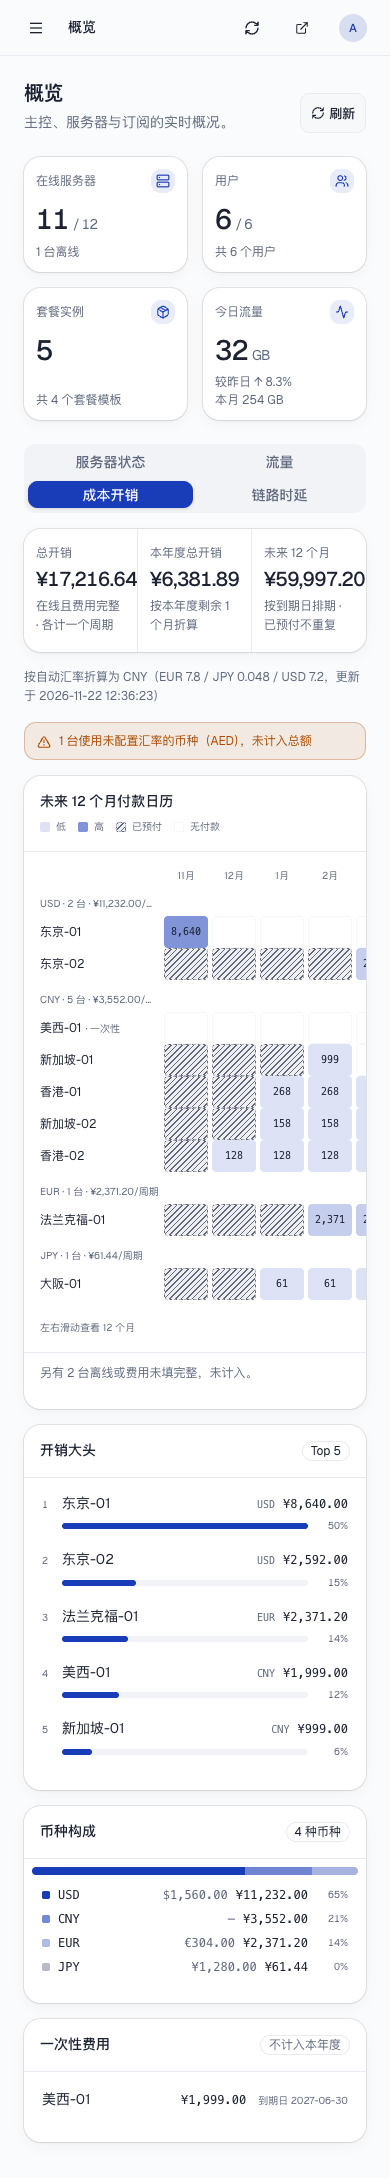 概览
A
概览
主控、服务器与订阅的实时概况。
刷新
在线服务器
11 / 12
1 台离线
用户
6 / 6
共 6 个用户
套餐实例
5
共 4 个套餐模板
今日流量
32 GB
较昨日 ↑ 8.3%
本月 254 GB
服务器状态
流量
成本开销
链路时延
总开销
¥17,216.64
在线且费用完整
· 各计一个周期
本年度总开销
¥6,381.89
按本年度剩余 1
个月折算
未来 12 个月
¥59,997.20
按到期日排期 ·
已预付不重复
按自动汇率折算为 CNY（EUR 7.8 / JPY 0.048 / USD 7.2，更新
于 2026-11-22 12:36:23）
1 台使用未配置汇率的币种（AED），未计入总额
未来 12 个月付款日历
低 高 已预付 无付款
11月 12月 1月 2月
USD · 2 台 · ¥11,232.00/...
东京-01 8,640
东京-02
CNY · 5 台 · ¥3,552.00/...
美西-01 · 一次性
新加坡-01 999
香港-01 268 268
新加坡-02 158 158
香港-02 128 128 128
EUR · 1 台 · ¥2,371.20/周期
法兰克福-01 2,371
JPY · 1 台 · ¥61.44/周期
大阪-01 61 61
左右滑动查看 12 个月
另有 2 台离线或费用未填完整，未计入。
开销大头
Top 5
1 东京-01 USD ¥8,640.00
50%
2 东京-02 USD ¥2,592.00
15%
3 法兰克福-01 EUR ¥2,371.20
14%
4 美西-01 CNY ¥1,999.00
12%
5 新加坡-01 CNY ¥999.00
6%
币种构成
4 种币种
USD $1,560.00 ¥11,232.00 65%
CNY — ¥3,552.00 21%
EUR €304.00 ¥2,371.20 14%
JPY ¥1,280.00 ¥61.44 0%
一次性费用
不计入本年度
美西-01 ¥1,999.00 到期日 2027-06-30